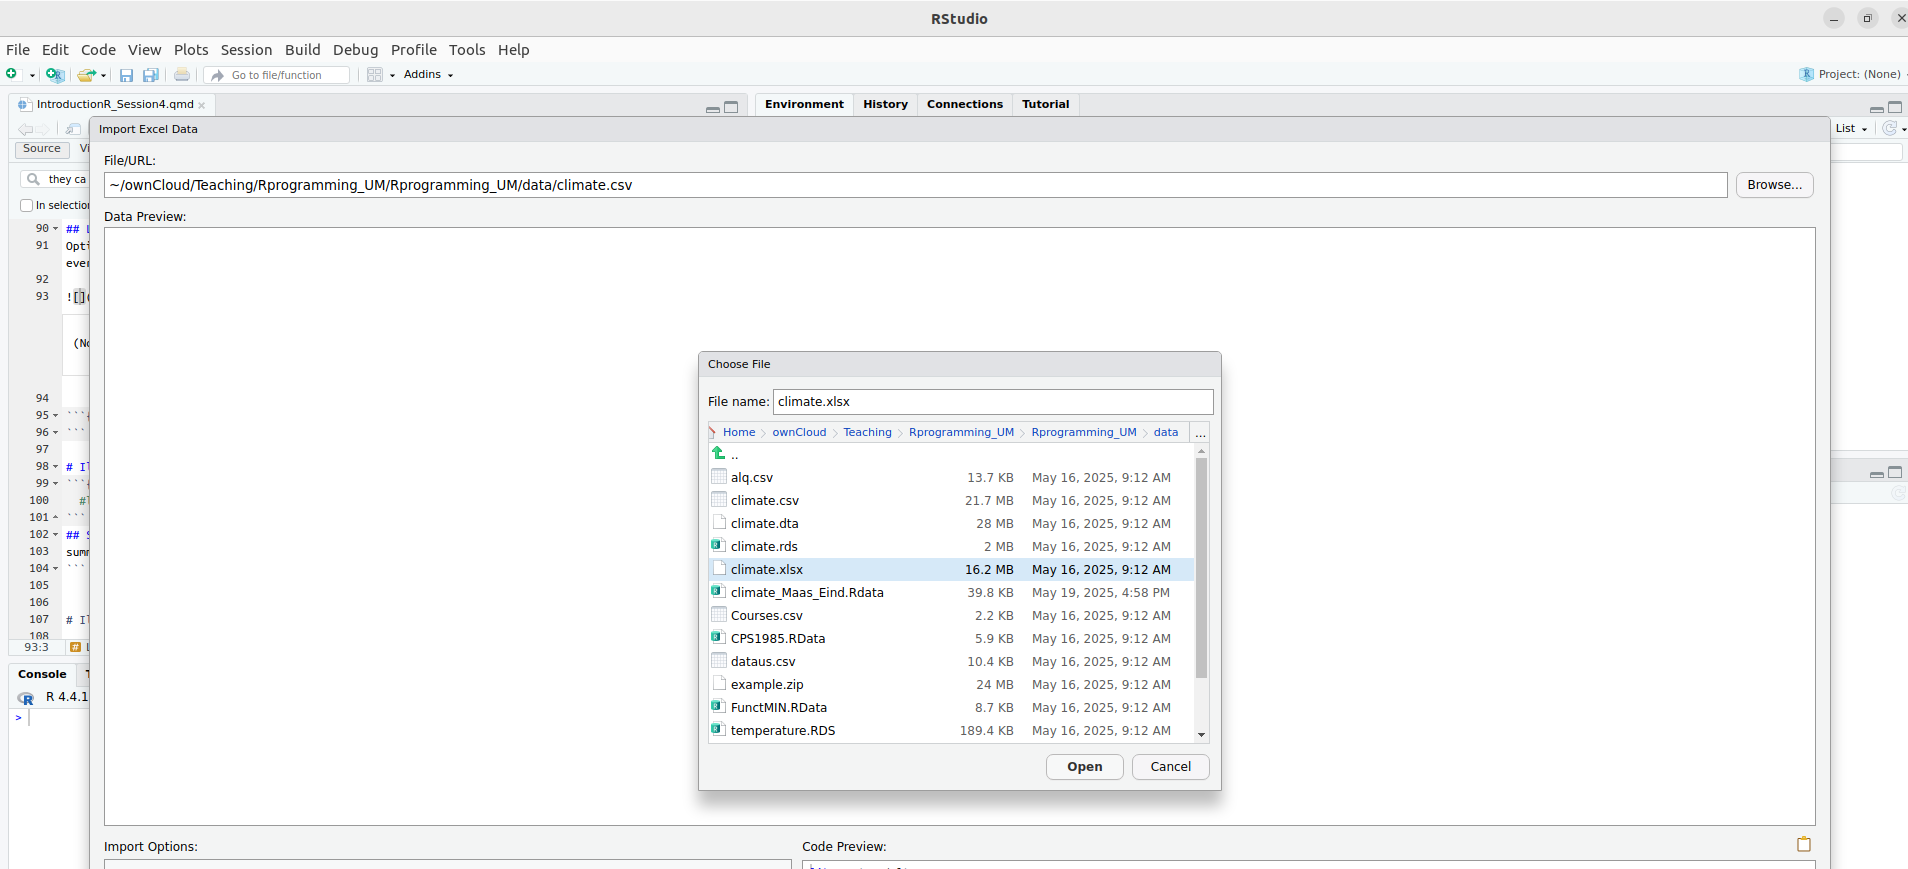 RStudio
File Edit Code View Plots Session Build Debug Profile Tools Help
Go to file/function Addins Project: (None)
IntroductionR_Session4.qmd
Environment History Connections Tutorial
Import Excel Data
List
Source
File/URL:
~/ownCloud/Teaching/Rprogramming_UM/Rprogramming_UM/data/climate.csv
Browse...
they ca
In selection
Data Preview:
90 ##
91 Opti
ever
92
93 ![](
94
95 ```
96 ```
97
98 # Il
99 ```
100 #
101 ```
102 ## S
103 summ
104 ```
105
106
107 # Il
108
93:3
Console
R 4.4.1
>
Choose File
File name: climate.xlsx
Home ownCloud Teaching Rprogramming_UM Rprogramming_UM data ...
..
alq.csv 13.7 KB May 16, 2025, 9:12 AM
climate.csv 21.7 MB May 16, 2025, 9:12 AM
climate.dta 28 MB May 16, 2025, 9:12 AM
climate.rds 2 MB May 16, 2025, 9:12 AM
climate.xlsx 16.2 MB May 16, 2025, 9:12 AM
climate_Maas_Eind.Rdata 39.8 KB May 19, 2025, 4:58 PM
Courses.csv 2.2 KB May 16, 2025, 9:12 AM
CPS1985.RData 5.9 KB May 16, 2025, 9:12 AM
dataus.csv 10.4 KB May 16, 2025, 9:12 AM
example.zip 24 MB May 16, 2025, 9:12 AM
FunctMIN.RData 8.7 KB May 16, 2025, 9:12 AM
temperature.RDS 189.4 KB May 16, 2025, 9:12 AM
Open Cancel
Import Options:
Code Preview: